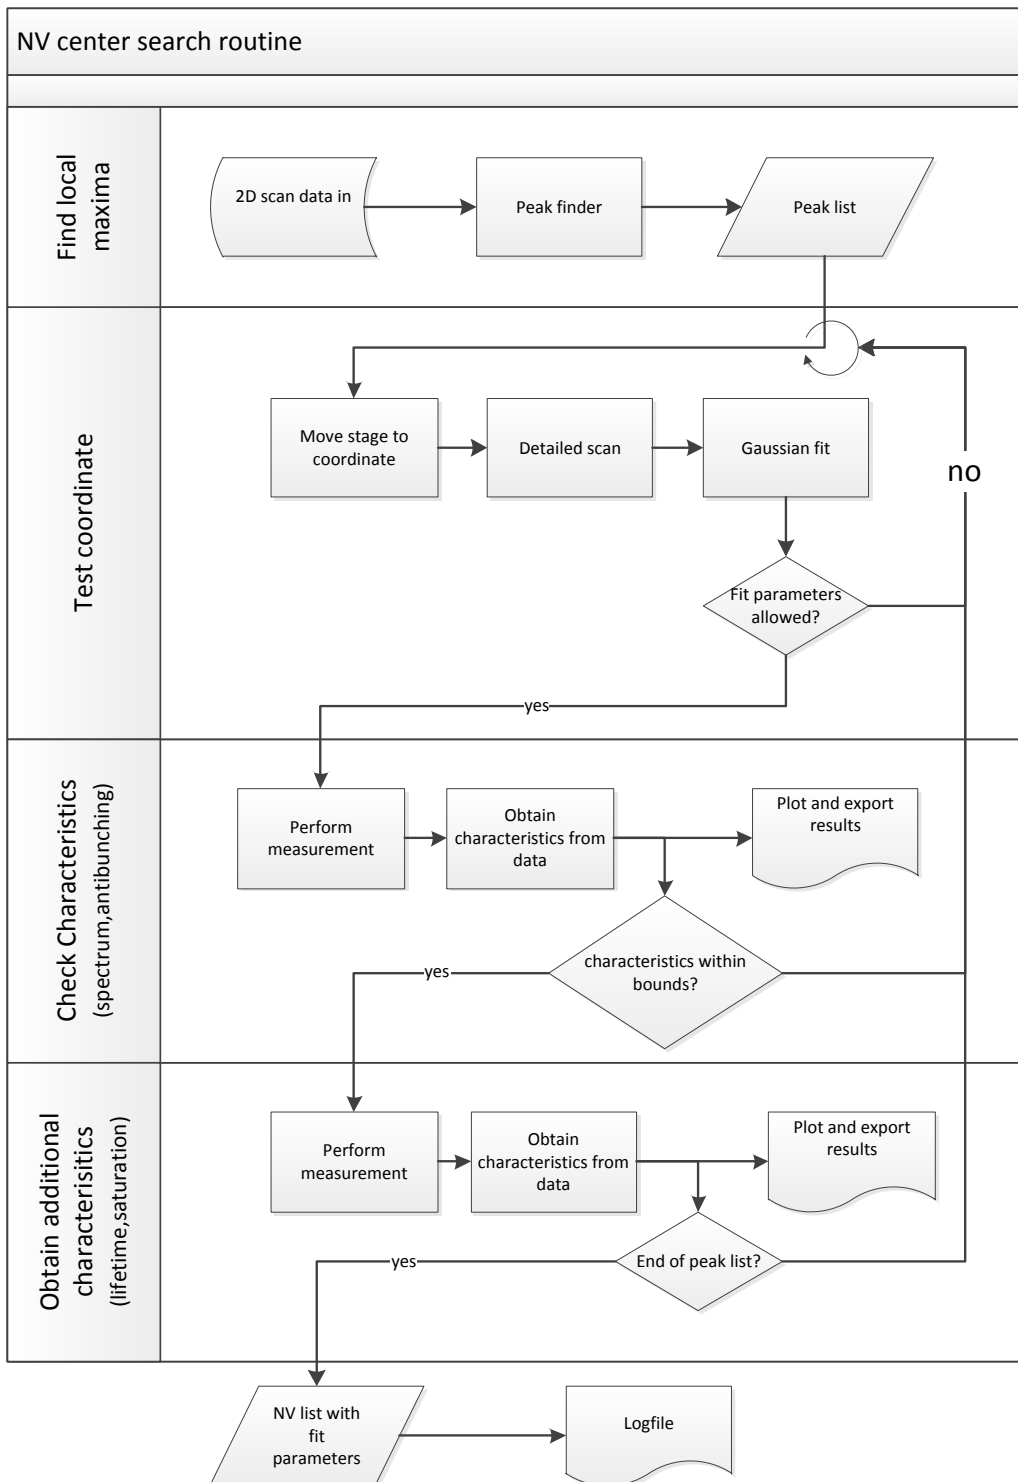 NV center search routine
Find local
maxima
2D scan data in
Peak finder
Peak list
Test coordinate
Move stage to
coordinate
Detailed scan
Gaussian fit
no
Fit parameters
allowed?
yes
Check Characteristics
(spectrum,antibunching)
Perform
measurement
Obtain
characteristics from
data
Plot and export
results
characteristics within
bounds?
yes
Obtain additional
characterisitics
(lifetime,saturation)
Perform
measurement
Obtain
characteristics from
data
Plot and export
results
End of peak list?
yes
NV list with
fit
parameters
Logfile